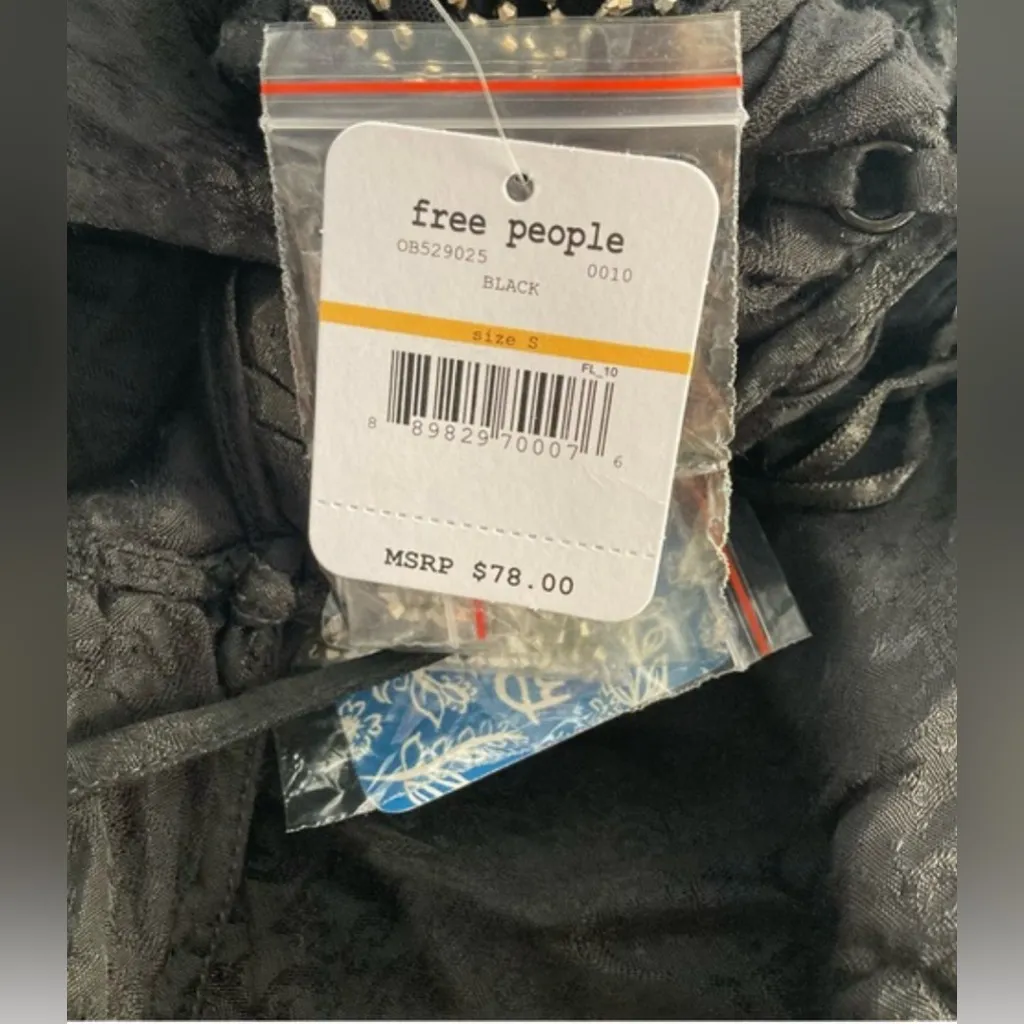 free people
OB529025 0010
BLACK
size S
FL_10
8 89829 70007 6
MSRP $78.00